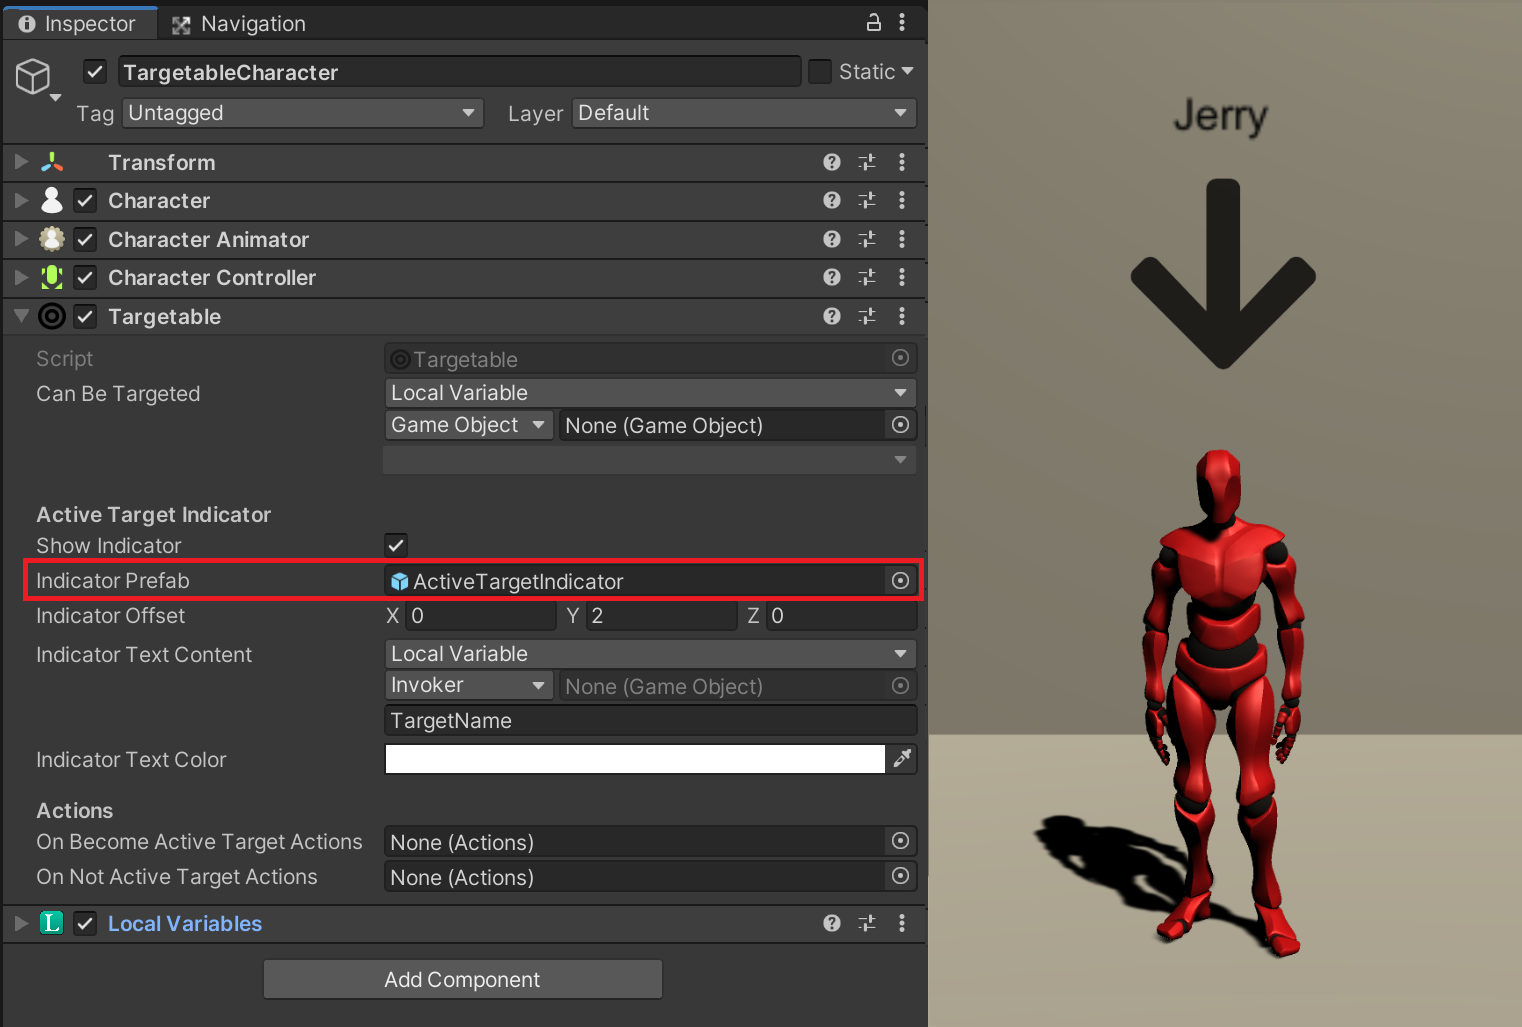 Inspector Navigation
TargetableCharacter Static
Tag Untagged Layer Default
Transform
Character
Character Animator
Character Controller
Targetable
Script Targetable
Can Be Targeted Local Variable
Game Object None (Game Object)
Active Target Indicator
Show Indicator
Indicator Prefab ActiveTargetIndicator
Indicator Offset X 0 Y 2 Z 0
Indicator Text Content Local Variable
Invoker None (Game Object)
TargetName
Indicator Text Color
Actions
On Become Active Target Actions None (Actions)
On Not Active Target Actions None (Actions)
L Local Variables
Add Component
Jerry